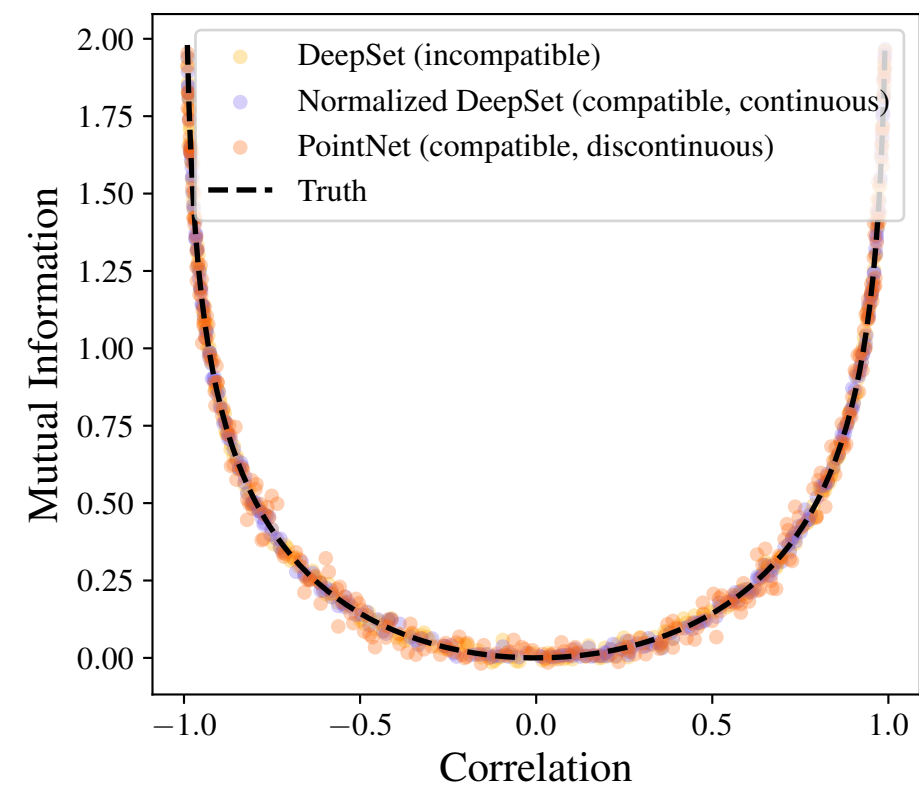 DeepSet (incompatible)
Normalized DeepSet (compatible, continuous)
PointNet (compatible, discontinuous)
Truth
Mutual Information
2.00
1.75
1.50
1.25
1.00
0.75
0.50
0.25
0.00
−1.0
−0.5
0.0
0.5
1.0
Correlation